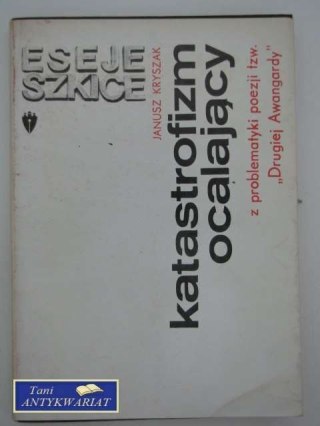 ESEJE
SZKICE
JANUSZ KRYSZAK
katastrofizm
ocalający
z problematyki poezji tzw.
„Drugiej Awangardy”
Tani
ANTYKWARIAT